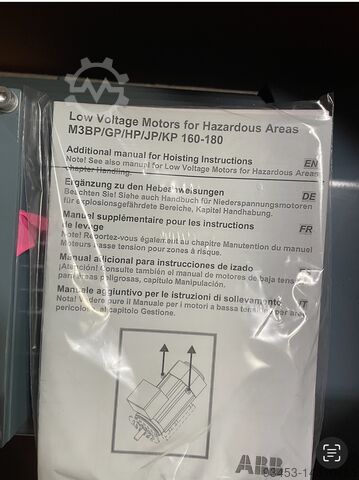 Low Voltage Motors for Hazardous Areas
M3BP/GP/HP/JP/KP 160-180
Additional manual for Hoisting Instructions EN
Note! See also manual for Low Voltage Motors for Hazardous Areas
Chapter Handling.
Ergänzung zu den Hebeanweisungen DE
Beachten Sie! Siehe auch Handbuch für Niederspannungsmotoren
für explosionsgefährdete Bereiche, Kapitel Handhabung.
Manuel supplémentaire pour les instructions FR
de levage
Note! Reportez-vous également au chapitre Manutention du manuel
Moteurs basse tension pour zones à risque.
Manual adicional para instrucciones de izado
¡Atención! Consulte también el manual de motores de baja tensión
para áreas peligrosas, capítulo Manipulación.
Manuale aggiuntivo per le istruzioni di sollevamento IT
Nota! Vedere pure il Manuale per i motori a bassa tensione per aree
pericolose, al capitolo Gestione.
ABB